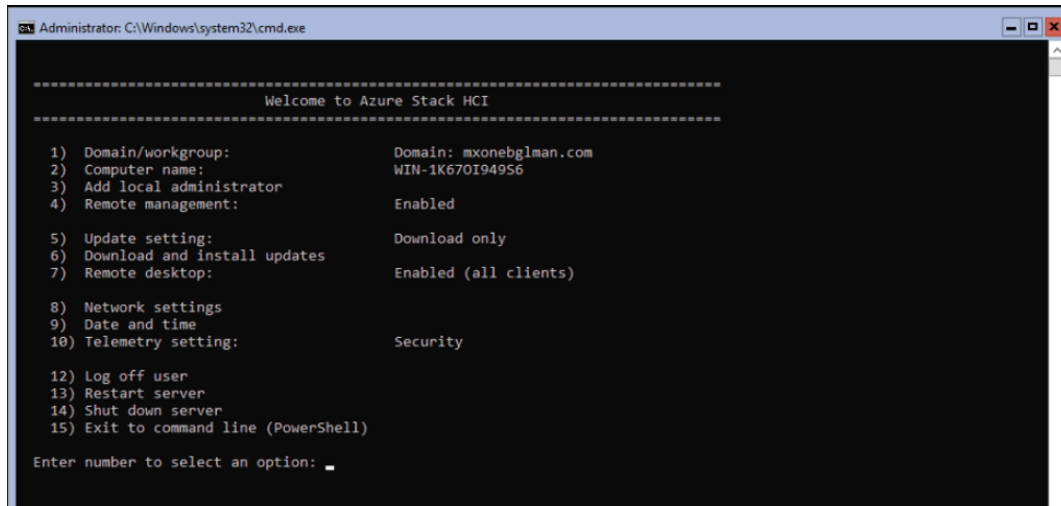 Administrator: C:\Windows\system32\cmd.exe
================================================================================
Welcome to Azure Stack HCI
================================================================================
1) Domain/workgroup: Domain: mxonebglman.com
2) Computer name: WIN-1K67OI949S6
3) Add local administrator
4) Remote management: Enabled
5) Update setting: Download only
6) Download and install updates
7) Remote desktop: Enabled (all clients)
8) Network settings
9) Date and time
10) Telemetry setting: Security
12) Log off user
13) Restart server
14) Shut down server
15) Exit to command line (PowerShell)
Enter number to select an option: